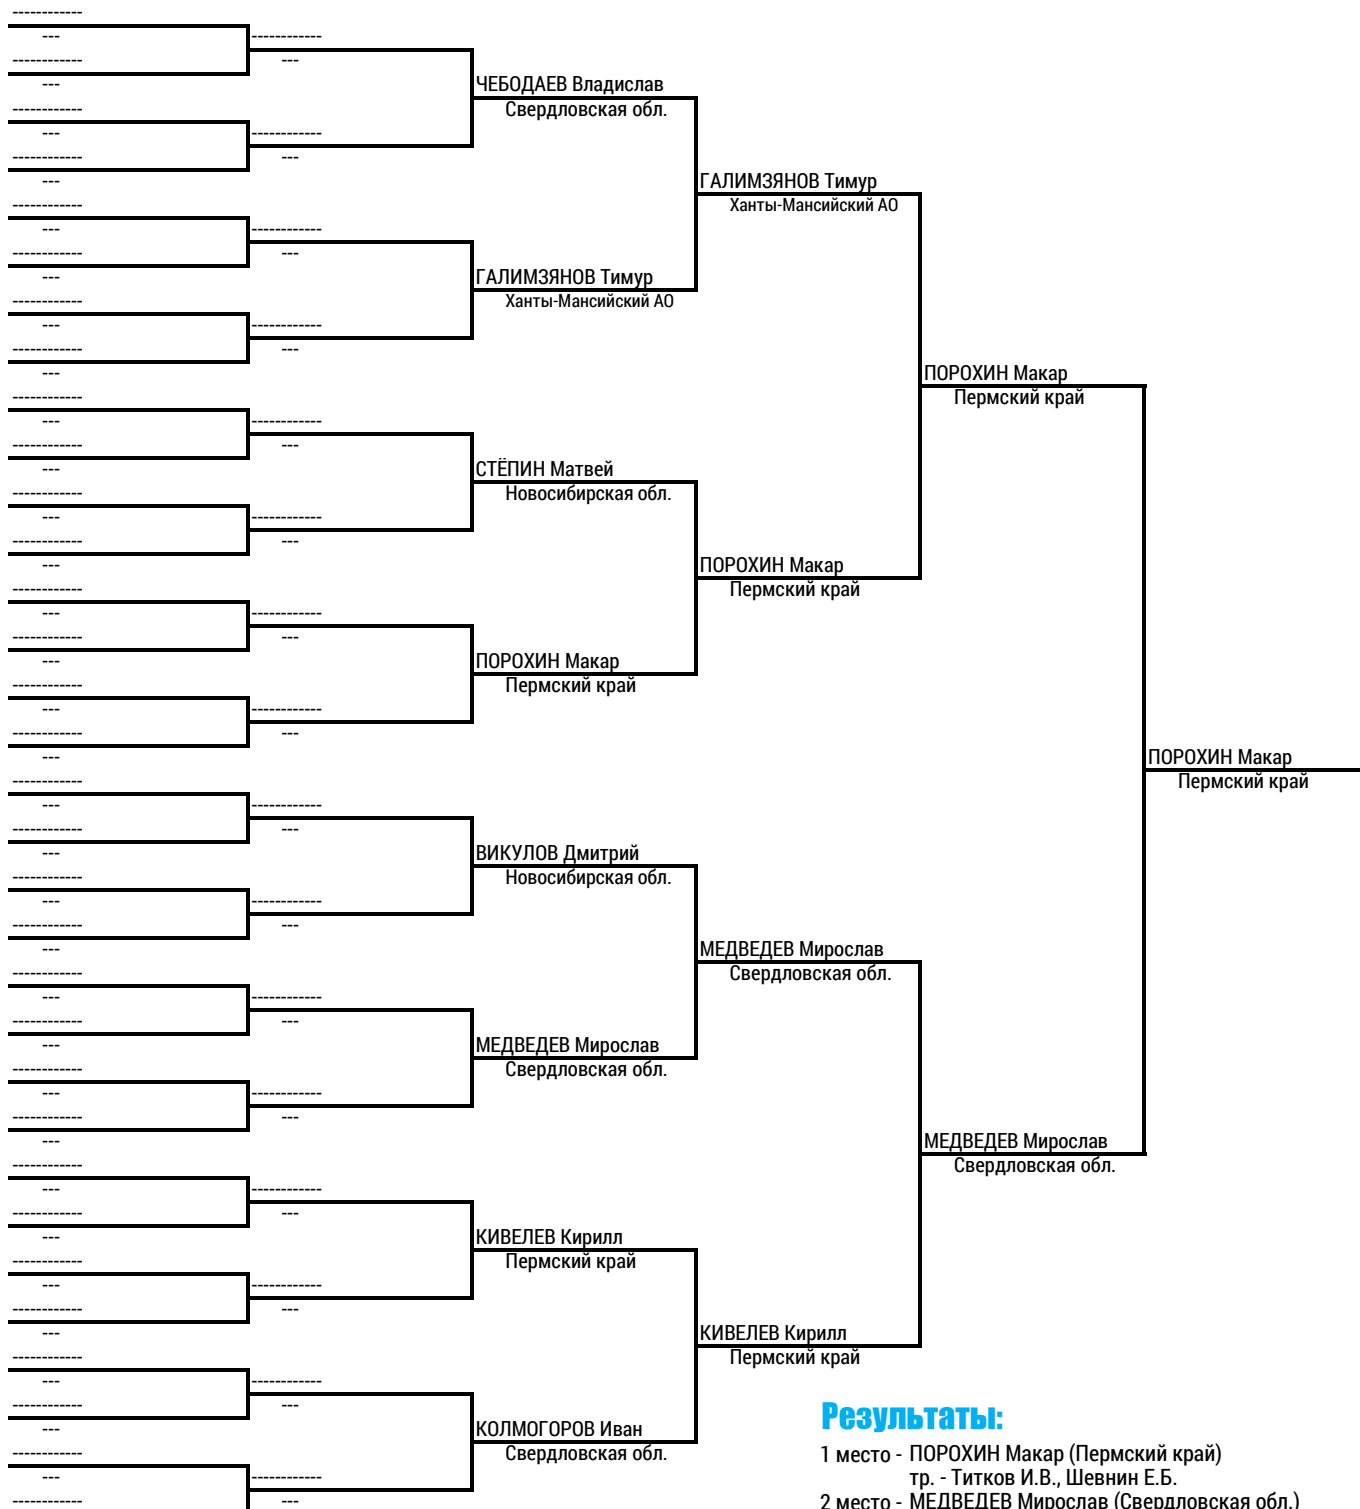 ЧЕБОДАЕВ Владислав
Свердловская обл.
ГАЛИМЗЯНОВ Тимур
Ханты-Мансийский АО
ГАЛИМЗЯНОВ Тимур
Ханты-Мансийский АО
ПОРОХИН Макар
Пермский край
СТЁПИН Матвей
Новосибирская обл.
ПОРОХИН Макар
Пермский край
ПОРОХИН Макар
Пермский край
ПОРОХИН Макар
Пермский край
ВИКУЛОВ Дмитрий
Новосибирская обл.
МЕДВЕДЕВ Мирослав
Свердловская обл.
МЕДВЕДЕВ Мирослав
Свердловская обл.
МЕДВЕДЕВ Мирослав
Свердловская обл.
КИВЕЛЕВ Кирилл
Пермский край
КИВЕЛЕВ Кирилл
Пермский край
КОЛМОГОРОВ Иван
Свердловская обл.
Результаты:
1 место - ПОРОХИН Макар (Пермский край)
тр. - Титков И.В., Шевнин Е.Б.
2 место - МЕДВЕДЕВ Мирослав (Свердловская обл.)